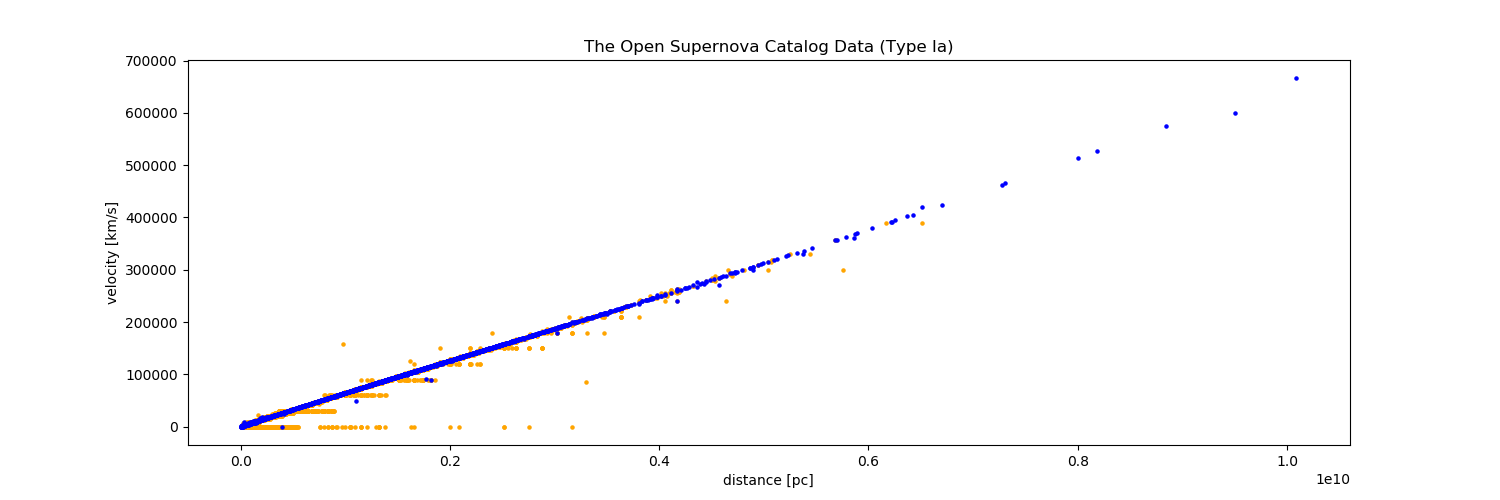 The Open Supernova Catalog Data (Type Ia)
700000
600000
500000
400000
300000
200000
100000
0
velocity [km/s]
0.0 0.2 0.4 0.6 0.8 1.0
1e10
distance [pc]